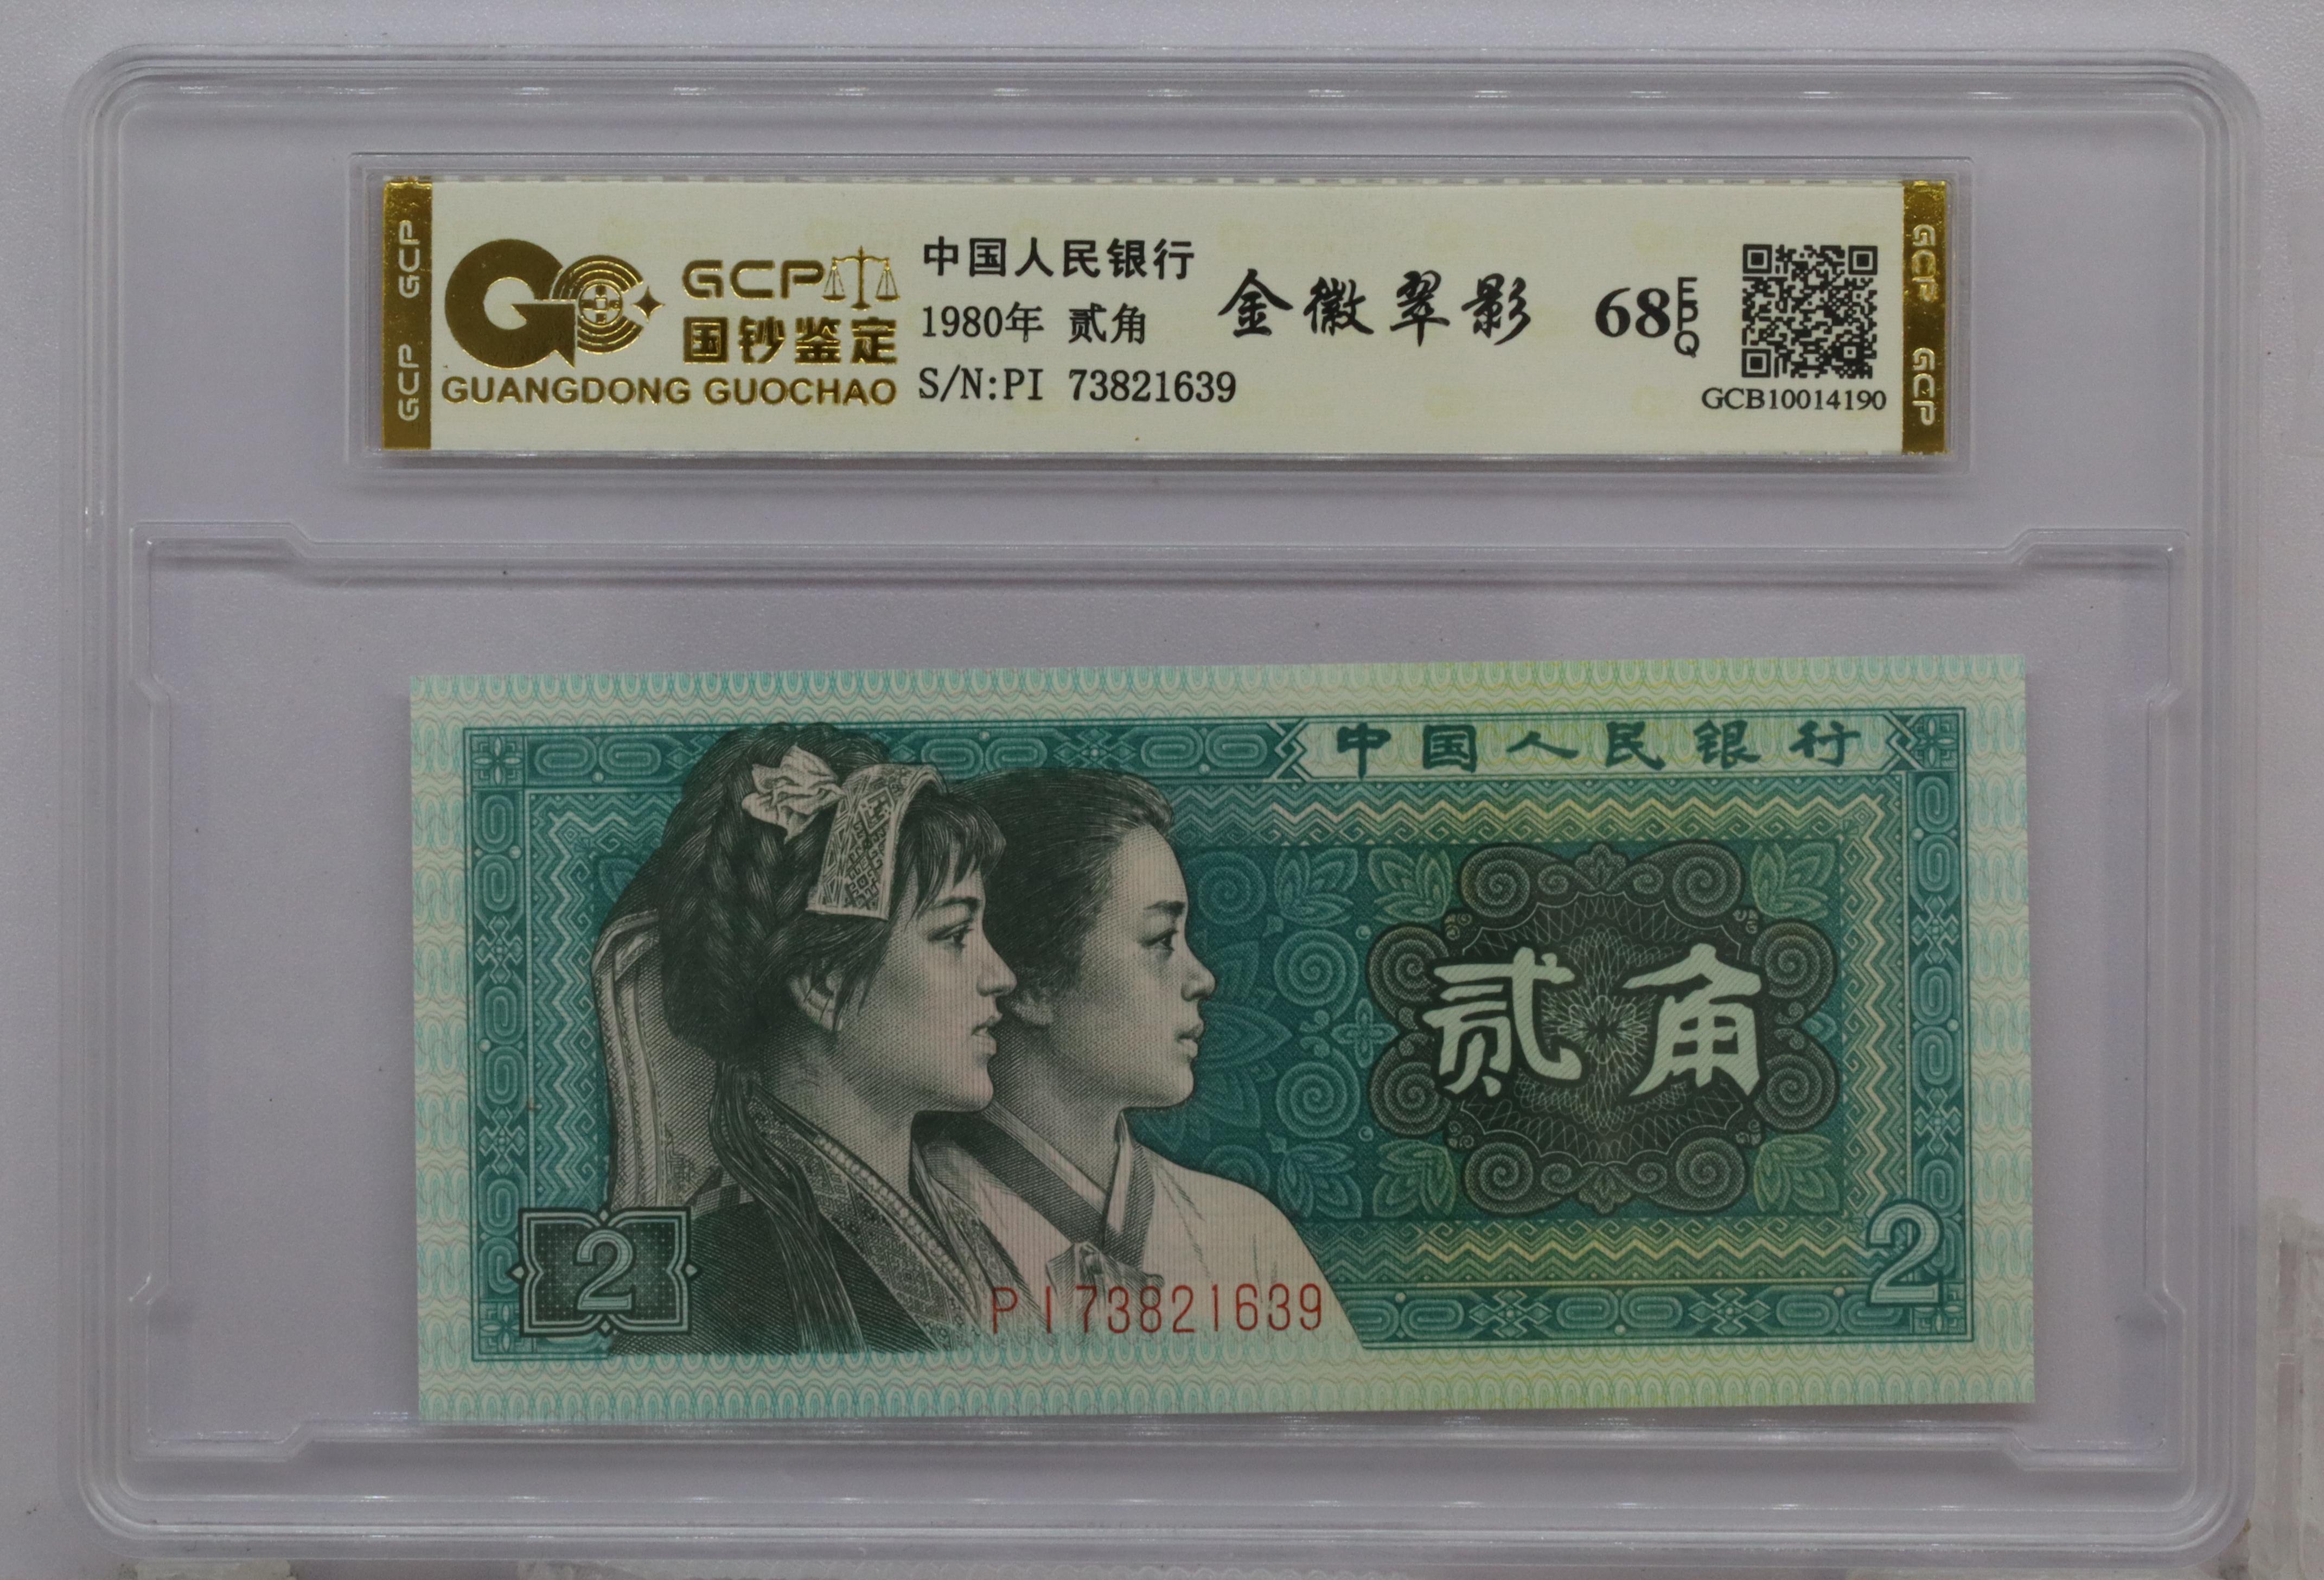 GCP GCP
GCP
国钞鉴定
GUANGDONG GUOCHAO
中国人民银行
1980年 贰角
S/N:PI 73821639
金徽翠影
68 EPQ
GCB10014190
GCP GCP
中国人民银行
贰角
2
2
PI73821639